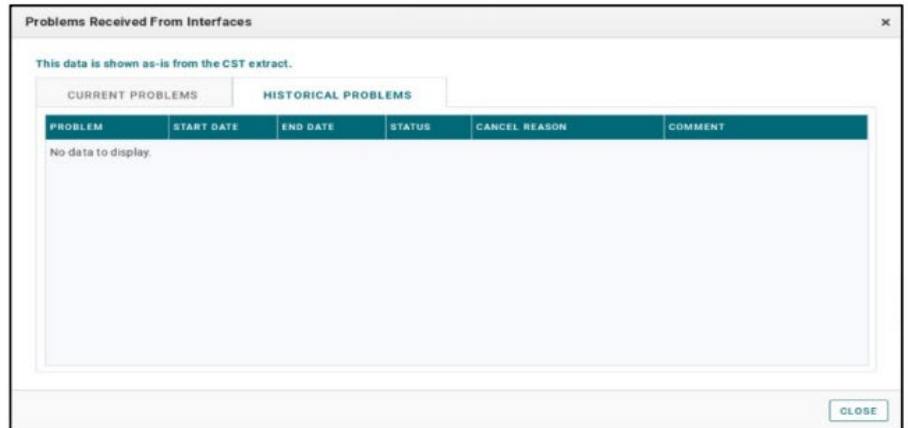 Problems Received From Interfaces ×
This data is shown as-is from the CST extract.
CURRENT PROBLEMS HISTORICAL PROBLEMS
PROBLEM START DATE END DATE STATUS CANCEL REASON COMMENT
No data to display.
CLOSE